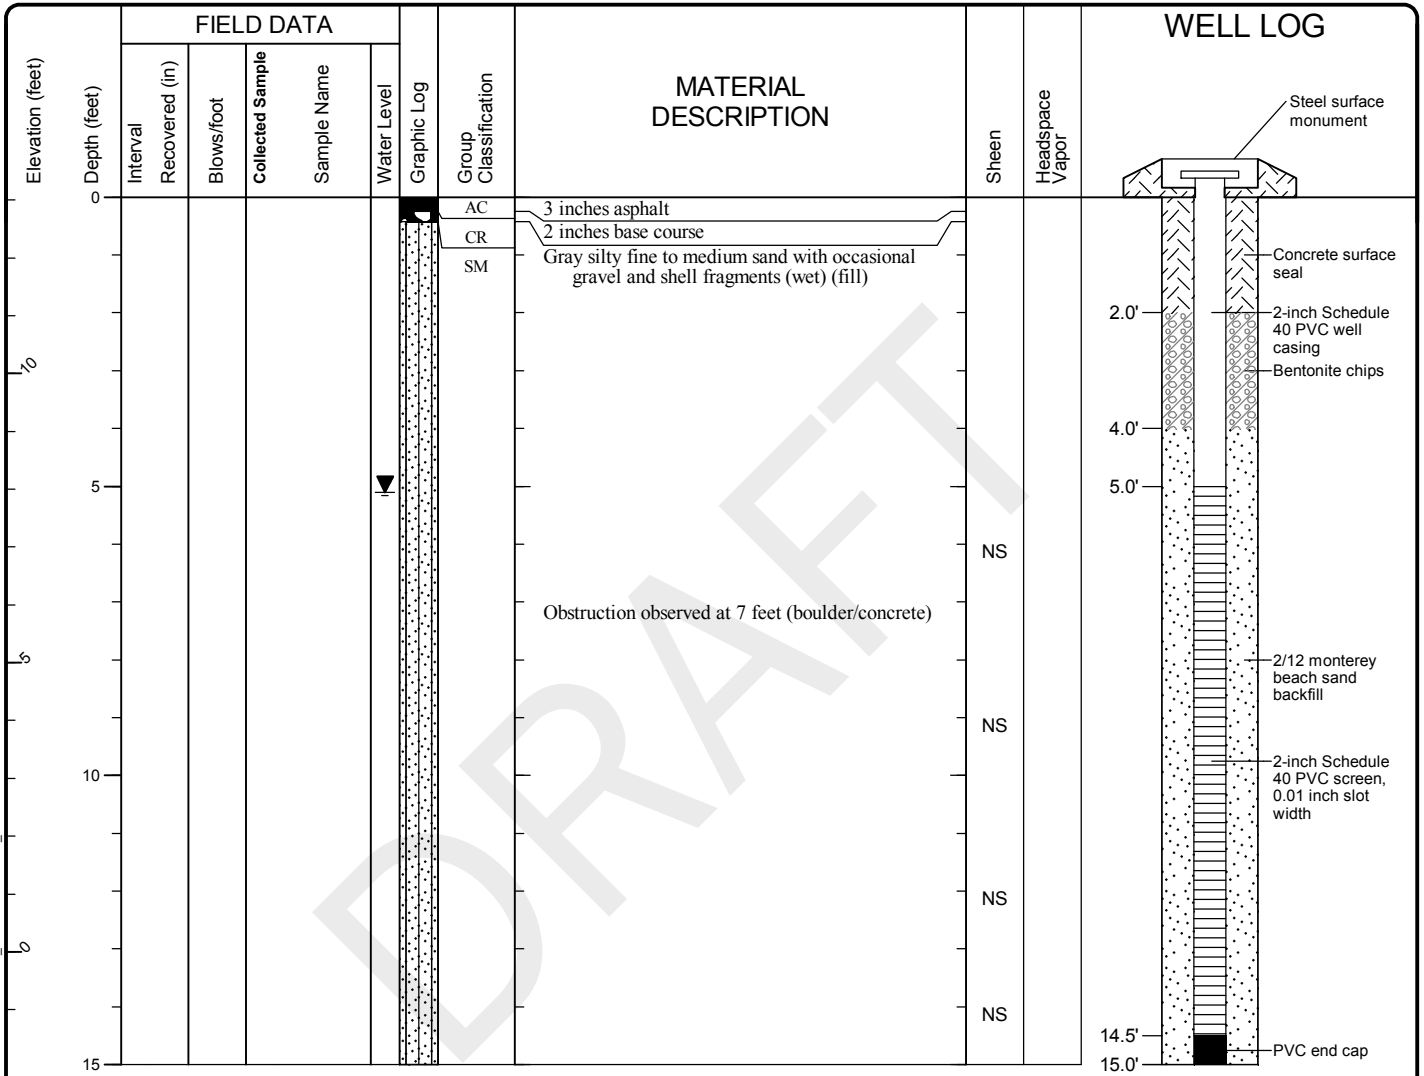 FIELD DATA
WELL LOG
Elevation (feet)
Depth (feet)
Interval
Recovered (in)
Blows/foot
Collected Sample
Sample Name
Water Level
Graphic Log
Group
Classification
MATERIAL
DESCRIPTION
Sheen
Headspace
Vapor
Steel surface
monument
0
AC
3 inches asphalt
CR
2 inches base course
SM
Gray silty fine to medium sand with occasional
gravel and shell fragments (wet) (fill)
Concrete surface
seal
2.0'
2-inch Schedule
40 PVC well
casing
10
Bentonite chips
4.0'
5
5.0'
NS
Obstruction observed at 7 feet (boulder/concrete)
5
2/12 monterey
beach sand
backfill
NS
10
2-inch Schedule
40 PVC screen,
0.01 inch slot
width
NS
0
NS
14.5'
PVC end cap
15
15.0'
DRAFT